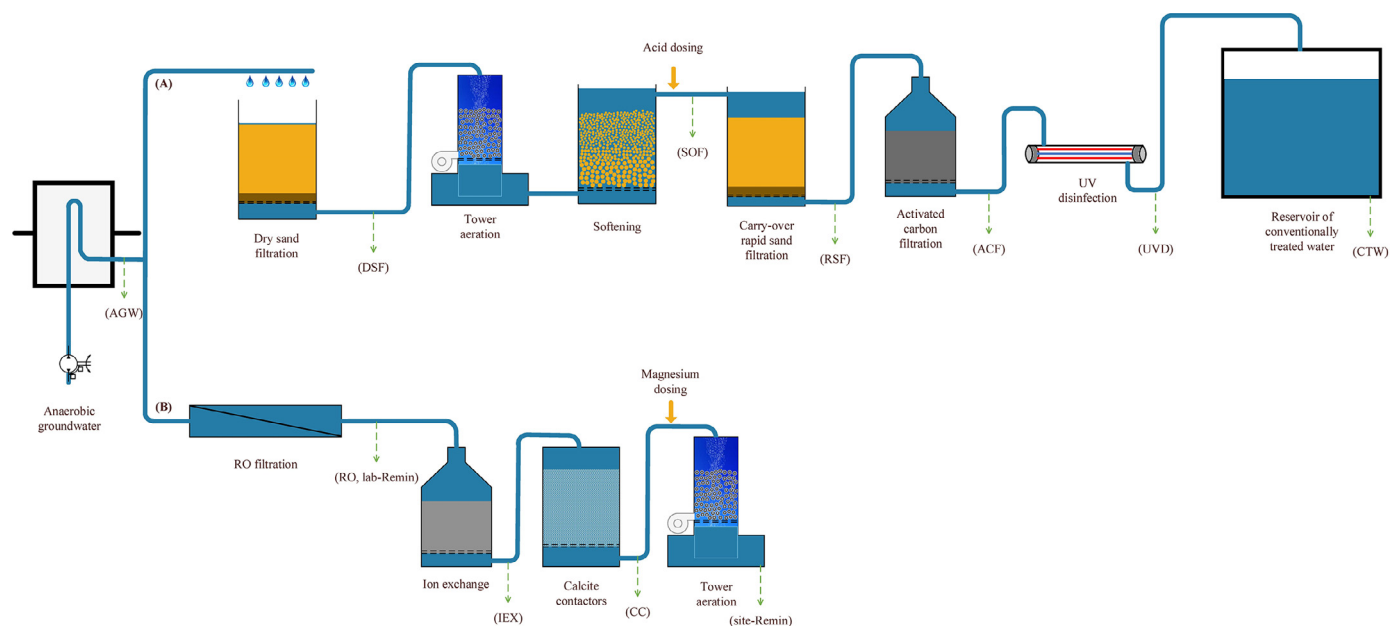 (A)
Acid dosing
(SOF)
Dry sand
filtration
Tower
aeration
Softening
Carry-over
rapid sand
filtration
Activated
carbon
filtration
UV
disinfection
Reservoir of
conventionally
treated water
(DSF)
(RSF)
(ACF)
(UVD)
(CTW)
(AGW)
Anaerobic
groundwater
(B)
Magnesium
dosing
RO filtration
(RO, lab-Remin)
Ion exchange
Calcite
contactors
Tower
aeration
(IEX)
(CC)
(site-Remin)